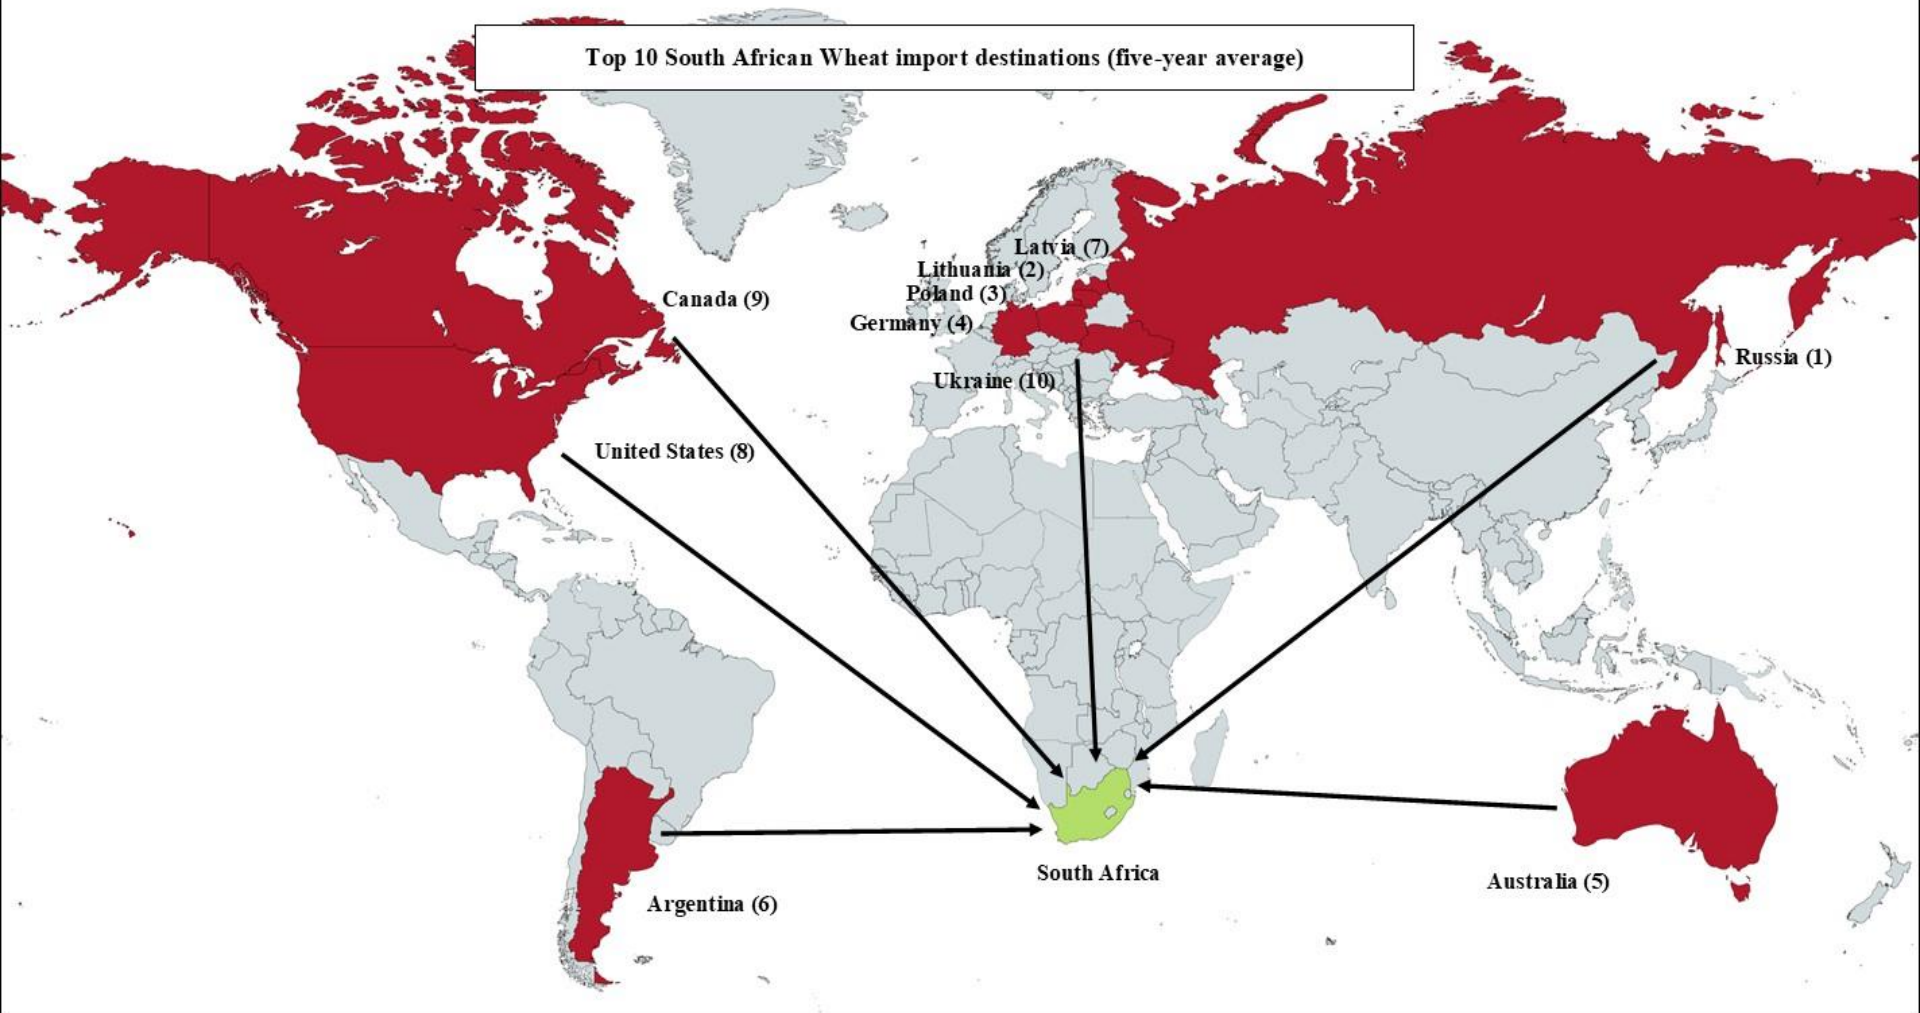 Top 10 South African Wheat import destinations (five-year average)
Latvia (7)
Lithuania (2)
Poland (3)
Canada (9)
Germany (4)
Russia (1)
Ukraine (10)
United States (8)
South Africa
Australia (5)
Argentina (6)